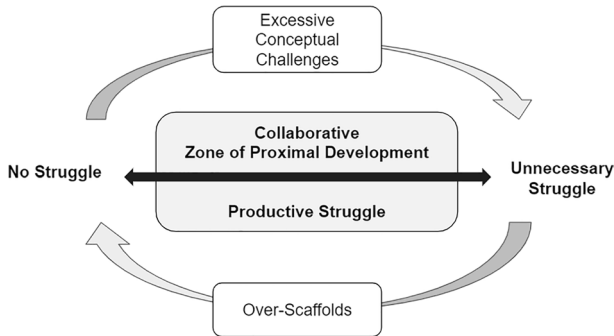 Excessive
Conceptual
Challenges
Collaborative
Zone of Proximal Development
No Struggle
Unnecessary
Struggle
Productive Struggle
Over-Scaffolds